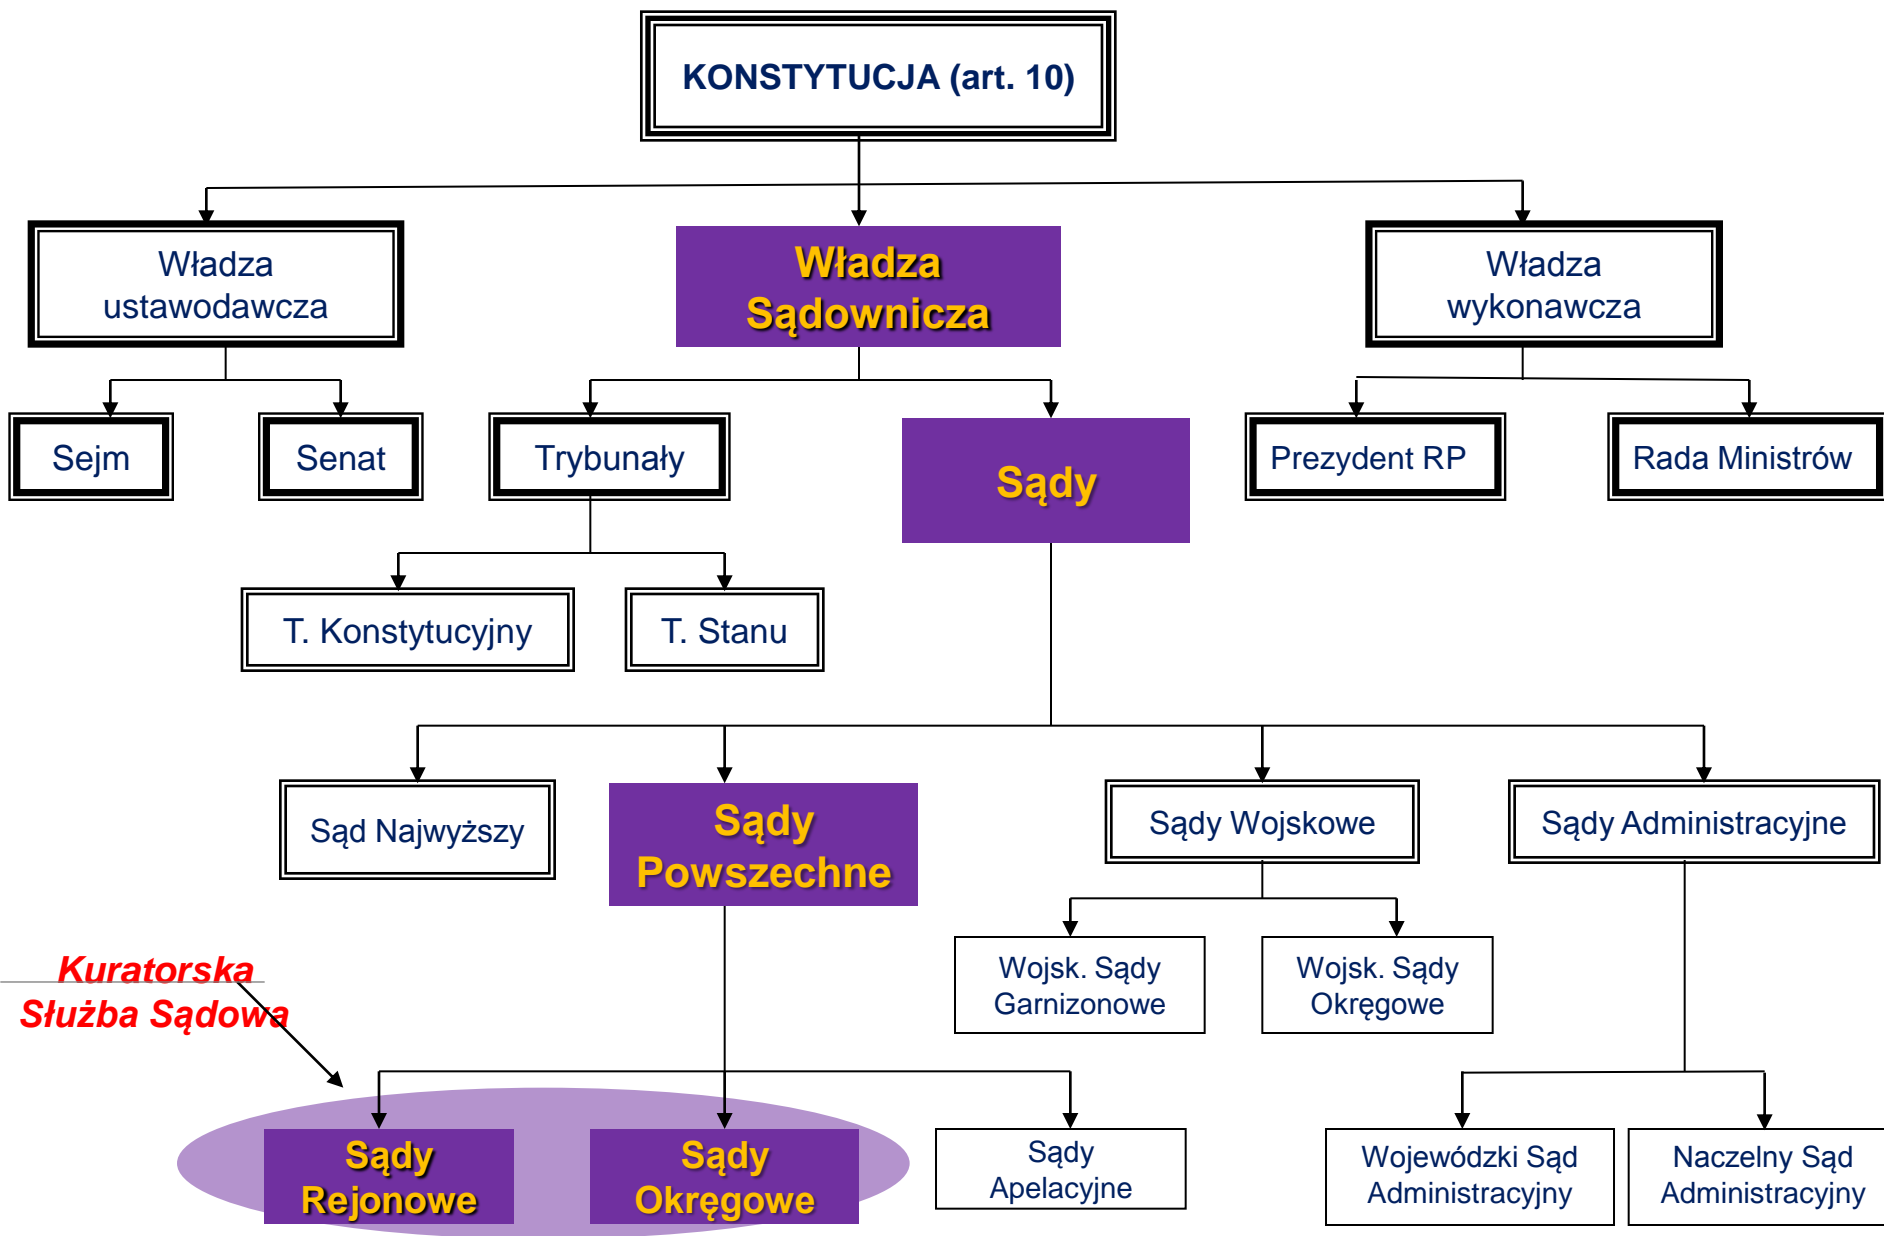 KONSTYTUCJA (art. 10)
Władza
ustawodawcza
Władza
Sądownicza
Władza
wykonawcza
Sejm
Senat
Trybunały
Sądy
Prezydent RP
Rada Ministrów
T. Konstytucyjny
T. Stanu
Sąd Najwyższy
Sądy
Powszechne
Sądy Wojskowe
Sądy Administracyjne
Kuratorska
Służba Sądowa
Wojsk. Sądy
Garnizonowe
Wojsk. Sądy
Okręgowe
Sądy
Rejonowe
Sądy
Okręgowe
Sądy
Apelacyjne
Wojewódzki Sąd
Administracyjny
Naczelny Sąd
Administracyjny